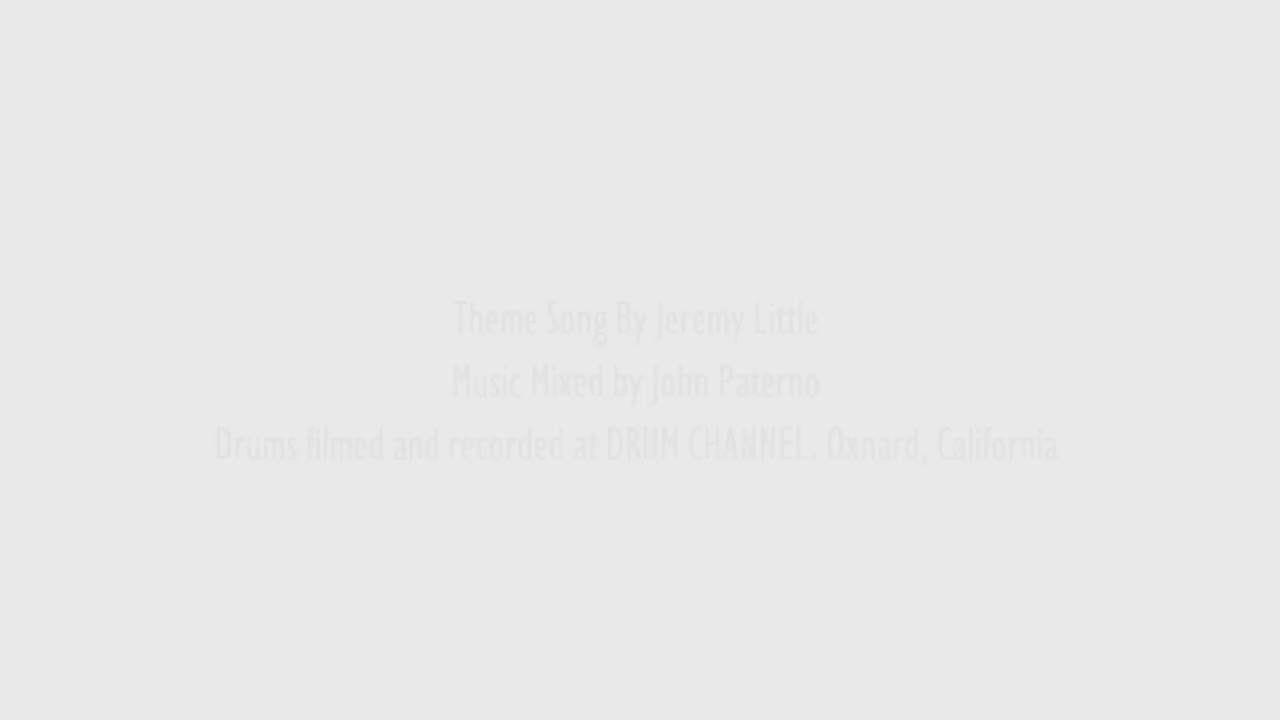 Theme Song By Jeremy Little
Music Mixed by John Paterno
Drums filmed and recorded at DRUM CHANNEL. Oxnard, California